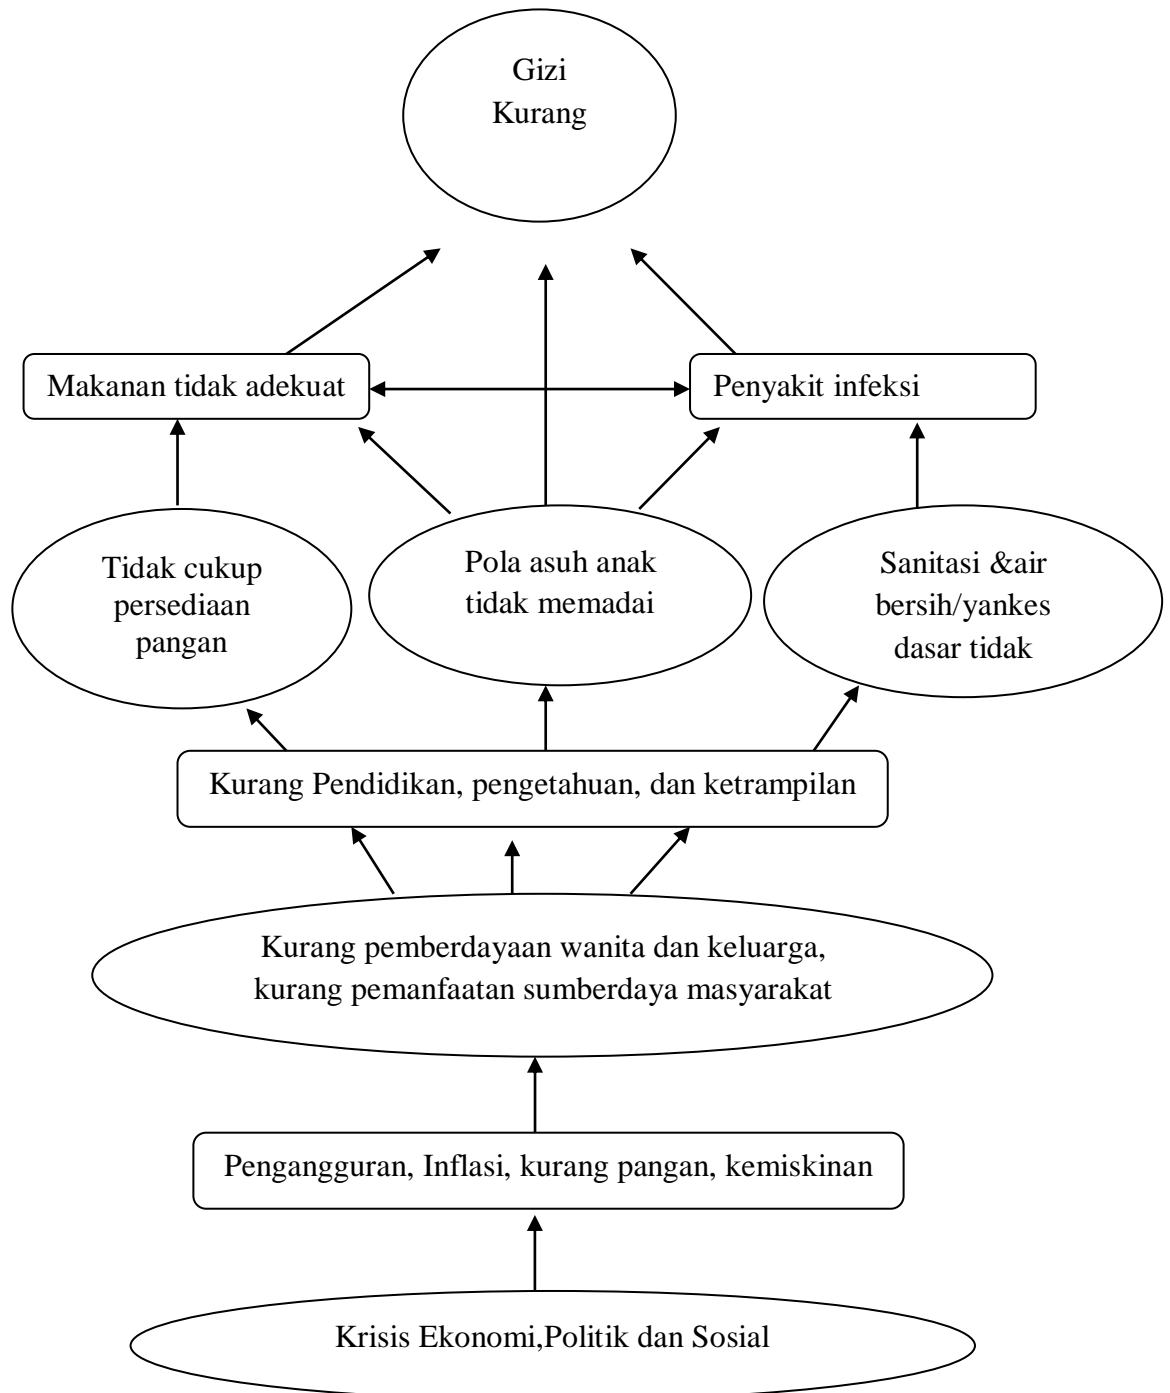 Gizi
Kurang
Makanan tidak adekuat
Penyakit infeksi
Tidak cukup
persediaan
pangan
Pola asuh anak
tidak memadai
Sanitasi &air
bersih/yankes
dasar tidak
Kurang Pendidikan, pengetahuan, dan ketrampilan
Kurang pemberdayaan wanita dan keluarga,
kurang pemanfaatan sumberdaya masyarakat
Pengangguran, Inflasi, kurang pangan, kemiskinan
Krisis Ekonomi,Politik dan Sosial